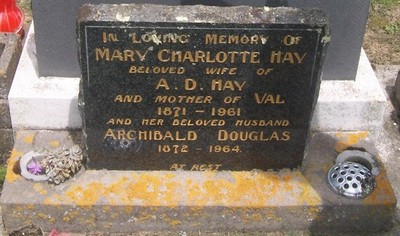 IN LOVING MEMORY OF
MARY CHARLOTTE HAY
BELOVED WIFE OF
A. D. HAY
AND MOTHER OF VAL
1871 – 1961
AND HER BELOVED HUSBAND
ARCHIBALD DOUGLAS
1872 – 1964.
AT REST